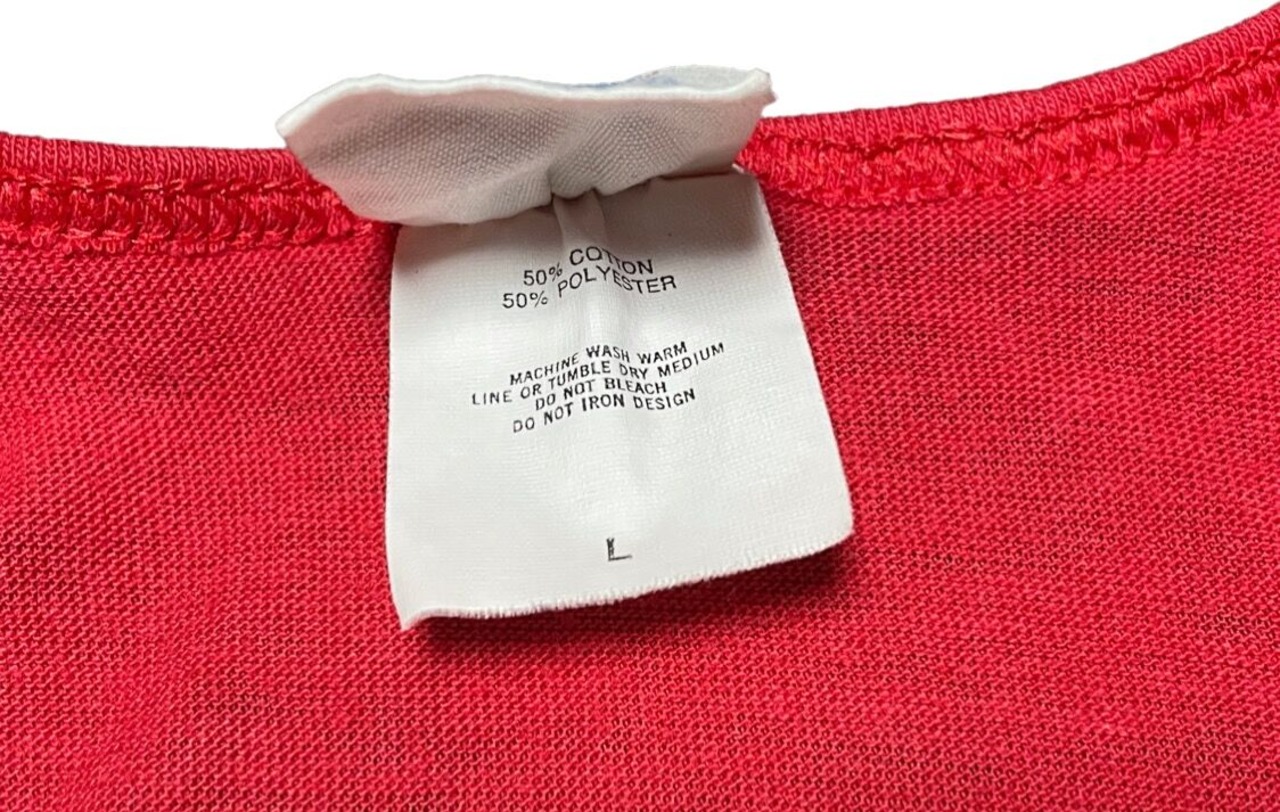 50% COTTON
50% POLYESTER
MACHINE WASH WARM
LINE OR TUMBLE DRY MEDIUM
DO NOT BLEACH
DO NOT IRON DESIGN
L